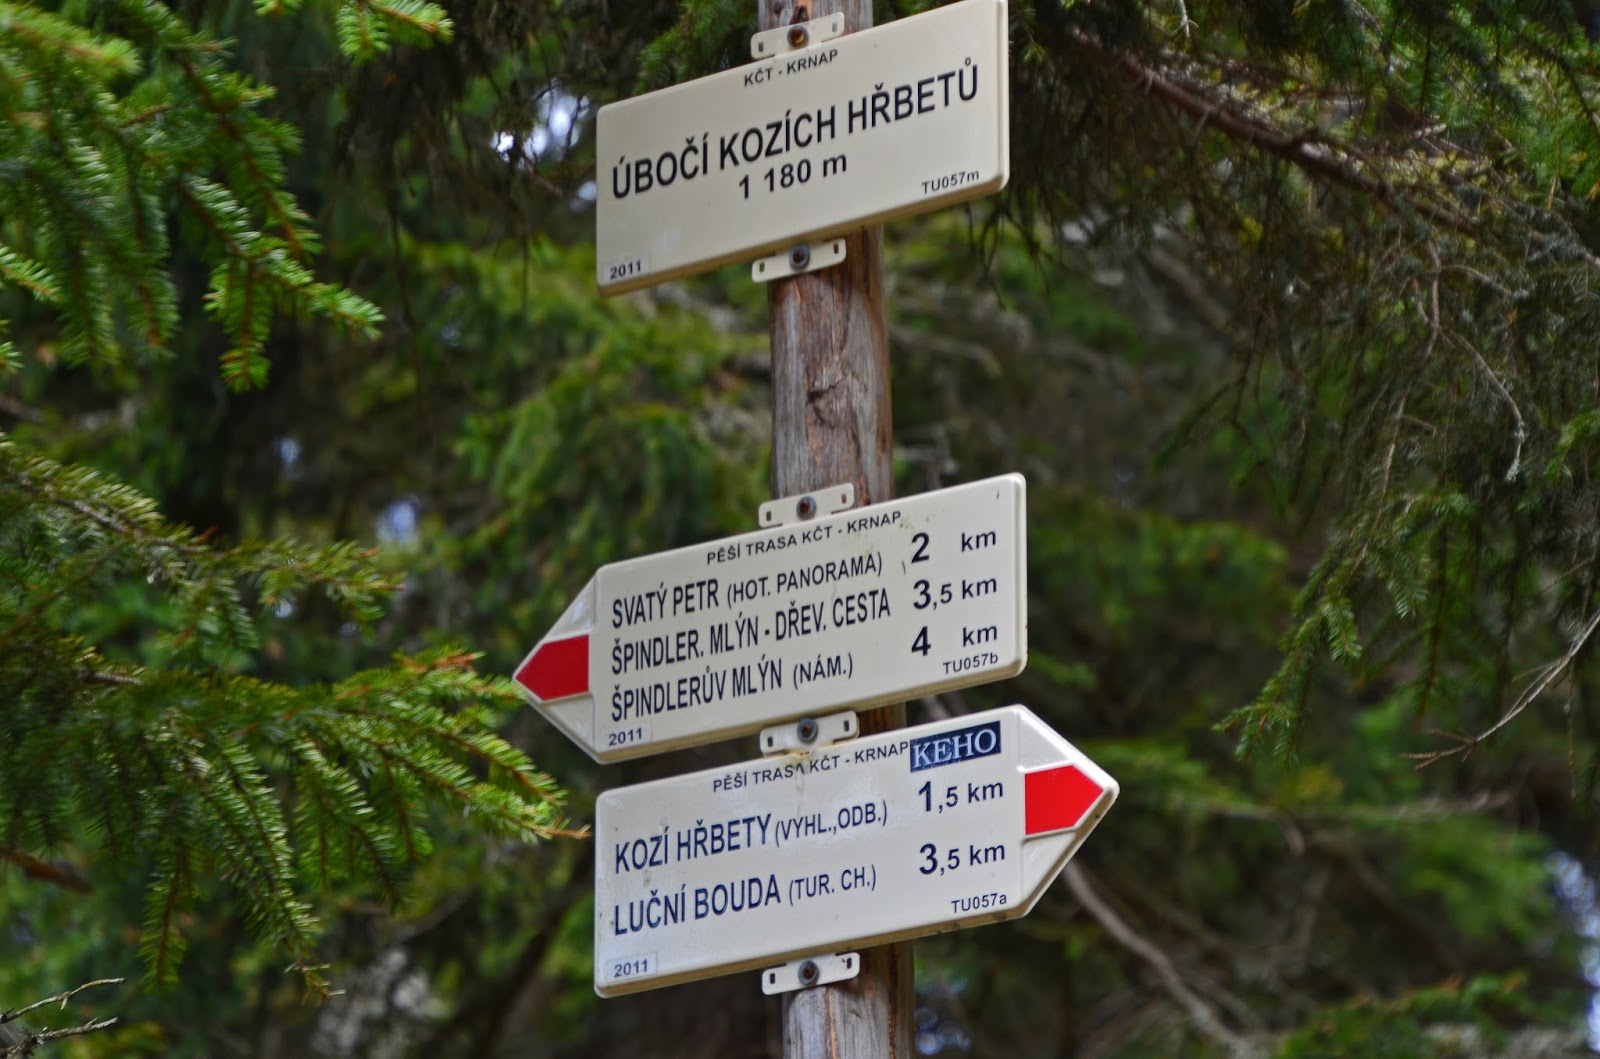 KČT - KRNAP
ÚBOČÍ KOZÍCH HŘBETŮ
1 180 m
TU057m
2011
PĚŠÍ TRASA KČT - KRNAP
SVATÝ PETR (HOT. PANORAMA) 2 km
ŠPINDLER. MLÝN - DŘEV. CESTA 3,5 km
ŠPINDLERŮV MLÝN (NÁM.) 4 km
TU057b
2011
PĚŠÍ TRASA KČT - KRNAP KEHO
KOZÍ HŘBETY (VYHL.,ODB.) 1,5 km
LUČNÍ BOUDA (TUR. CH.) 3,5 km
TU057a
2011